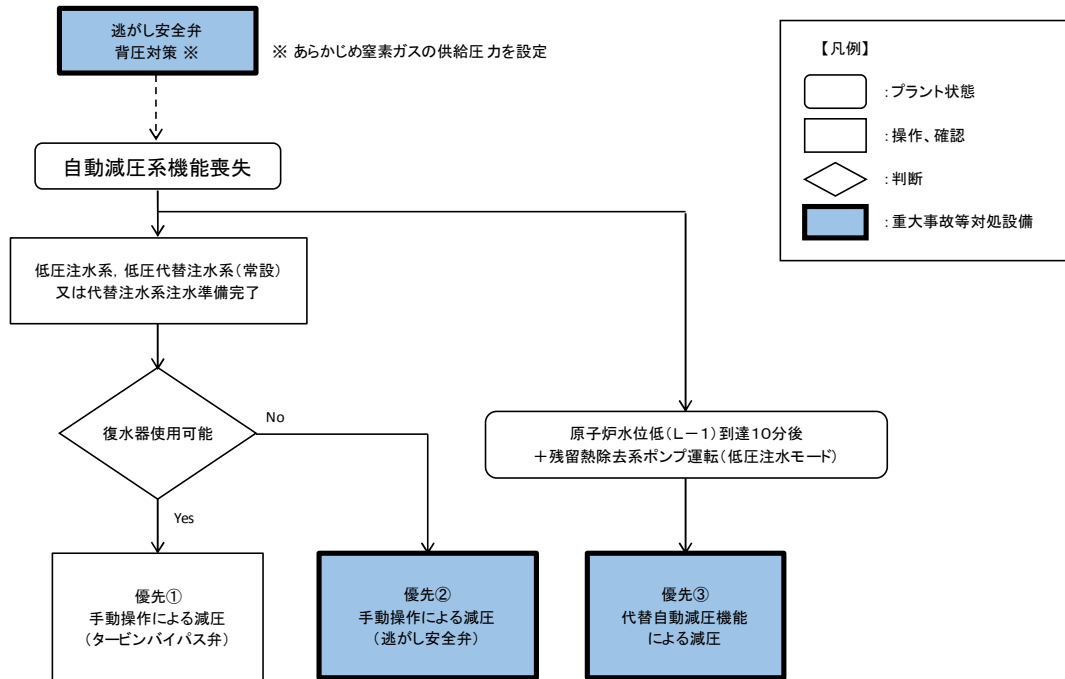 逃がし安全弁
背圧対策 ※
※ あらかじめ窒素ガスの供給圧力を設定
【凡例】
：プラント状態
：操作、確認
：判断
：重大事故等対処設備
自動減圧系機能喪失
低圧注水系，低圧代替注水系（常設）
又は代替注水系注水準備完了
復水器使用可能
No
Yes
原子炉水位低（L－1）到達10分後
＋残留熱除去系ポンプ運転（低圧注水モード）
優先①
手動操作による減圧
（タービンバイパス弁）
優先②
手動操作による減圧
（逃がし安全弁）
優先③
代替自動減圧機能
による減圧